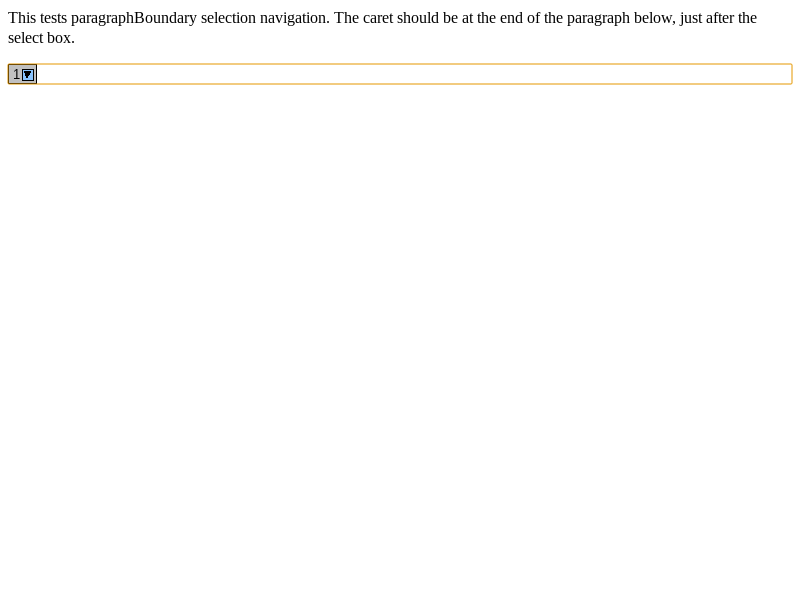 This tests paragraphBoundary selection navigation. The caret should be at the end of the paragraph below, just after the
select box.
1